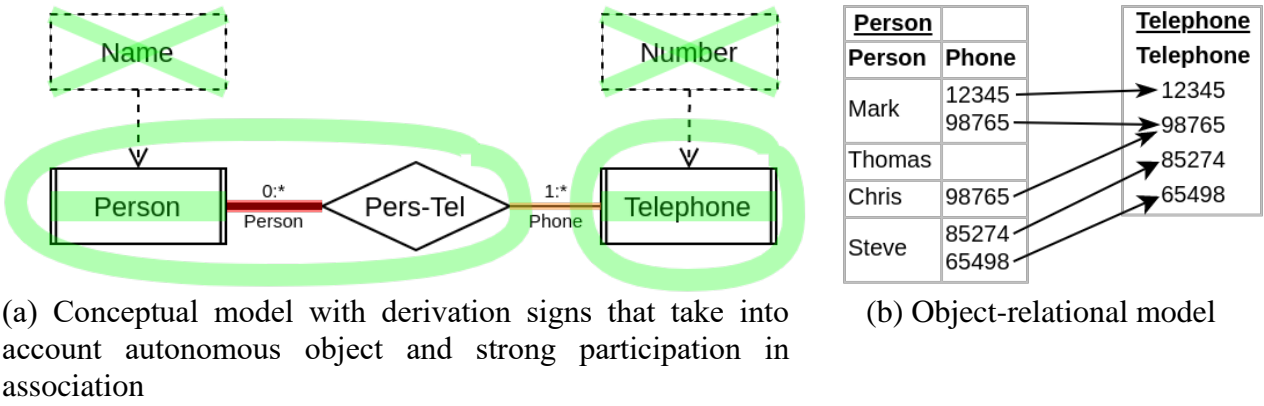 Name
Number
Person
0:*
Person
Pers-Tel
1:*
Phone
Telephone
(a) Conceptual model with derivation signs that take into
account autonomous object and strong participation in
association
Person
Person Phone
Mark
12345
98765
Thomas
Chris 98765
Steve
85274
65498
Telephone
Telephone
12345
98765
85274
65498
(b) Object-relational model